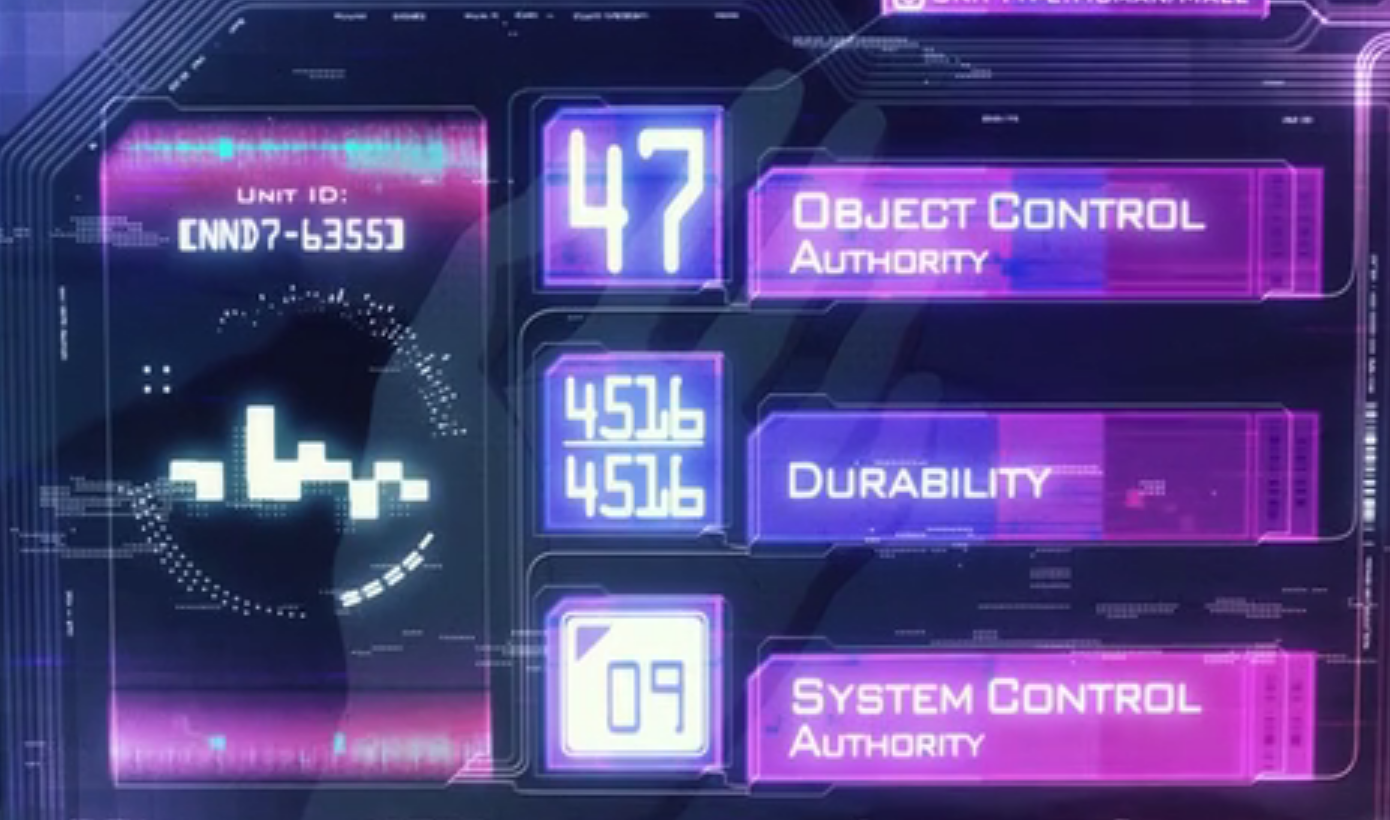 Unit ID:
[NND7-6355]
47
Object Control
Authority
4516
4516
Durability
09
System Control
Authority